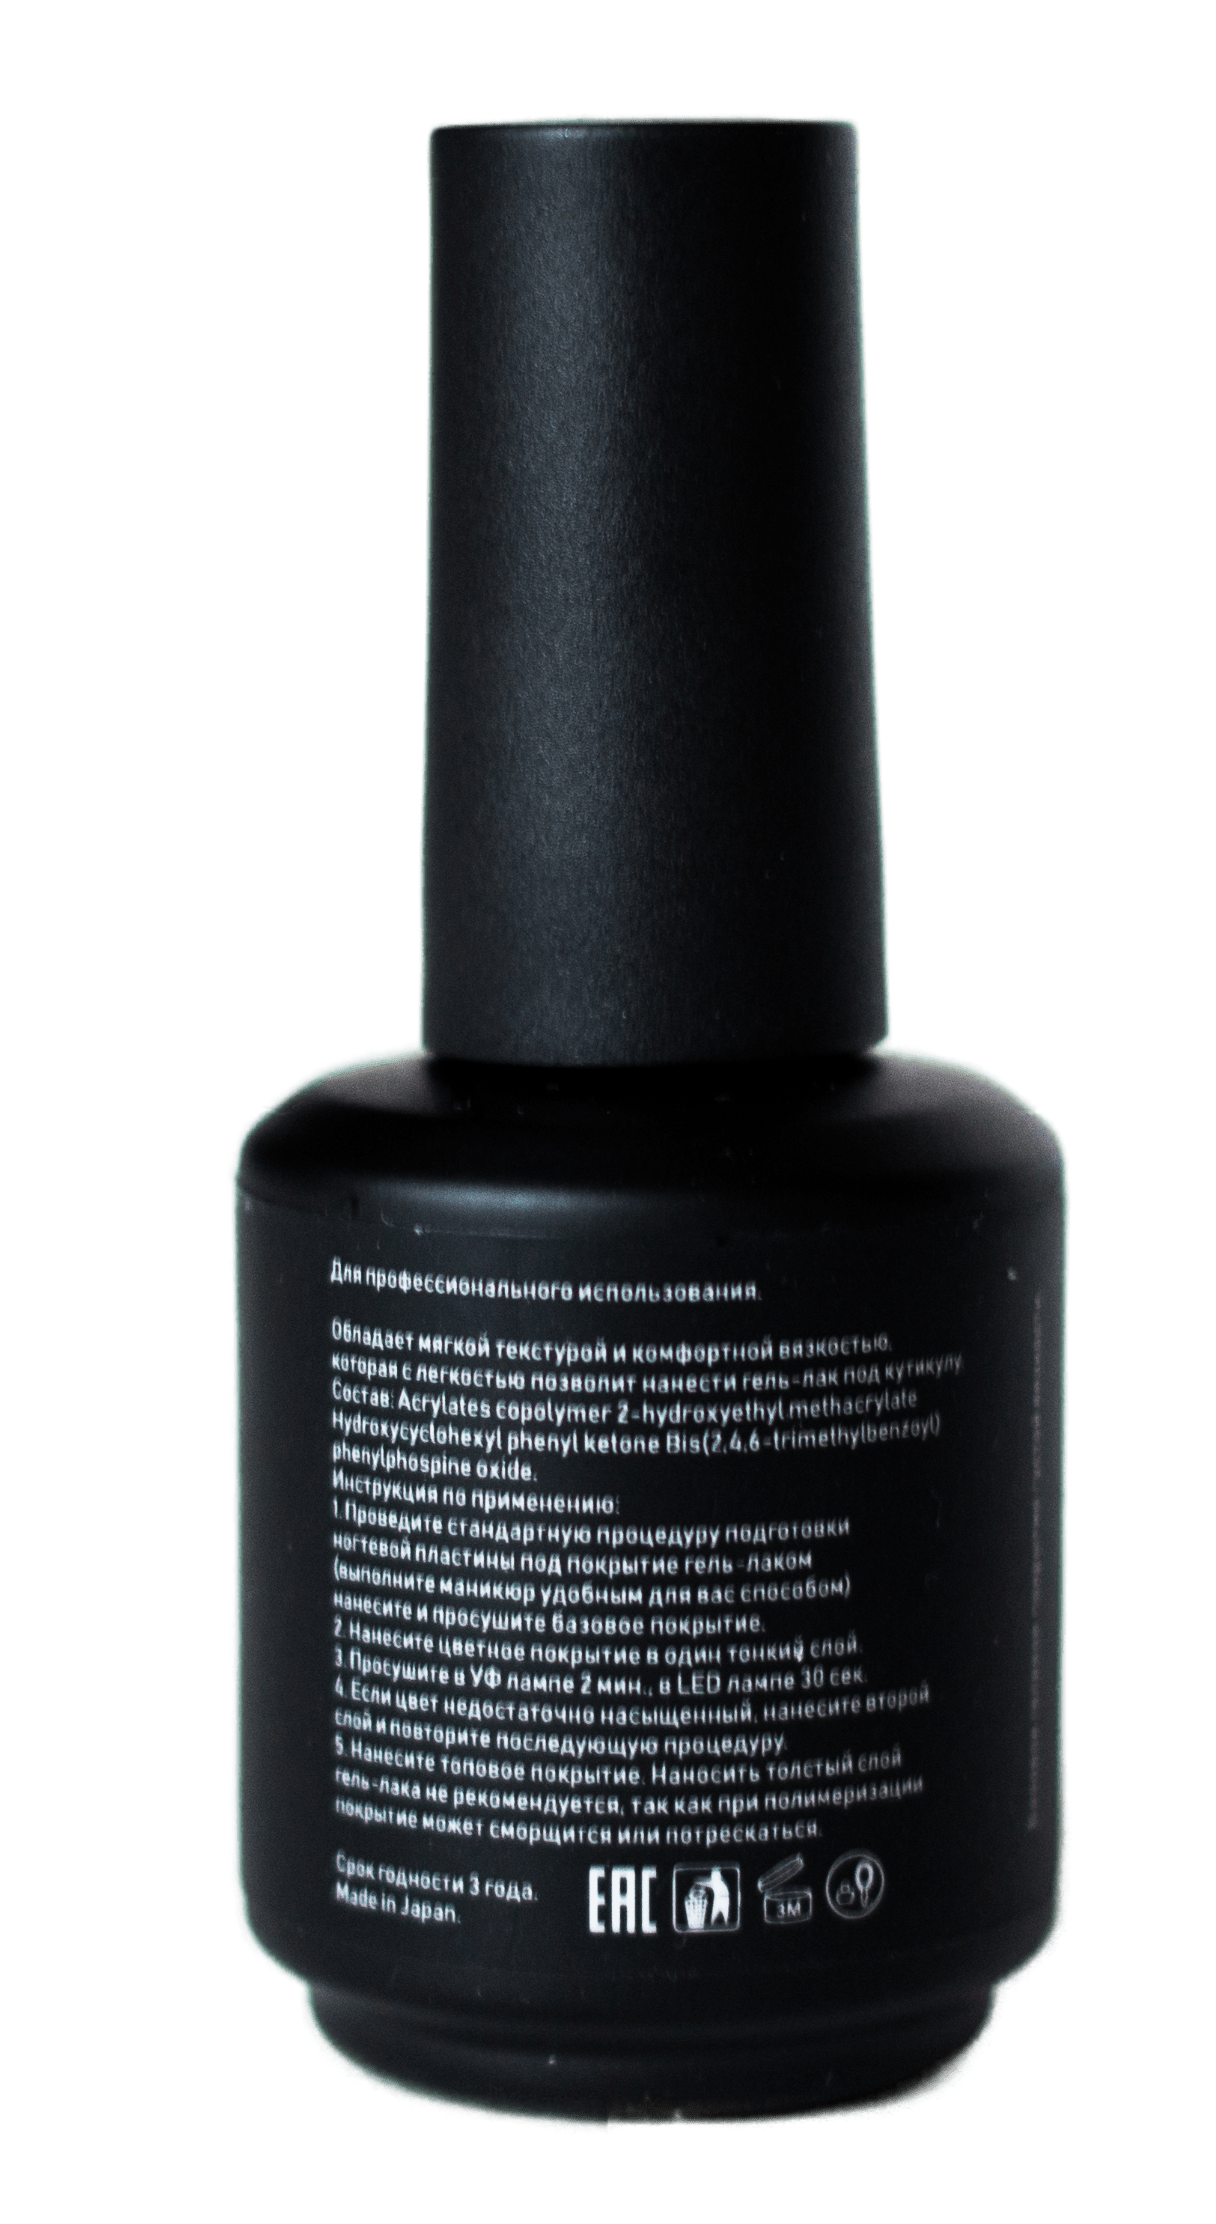 Для профессионального использования.
Обладает мягкой текстурой и комфортной вязкостью,
которая с легкостью позволит нанести гель-лак под кутикулу.
Состав: Acrylates copolymer 2-hydroxyethyl methacrylate
Hydroxycyclohexyl phenyl ketone Bis(2,4,6-trimethylbenzoyl)
phenylphospine oxide.
Инструкция по применению:
1. Проведите стандартную процедуру подготовки
ногтевой пластины под покрытие гель-лаком
(выполните маникюр удобным для вас способом)
нанесите и просушите базовое покрытие.
2. Нанесите цветное покрытие в один тонкий слой.
3. Просушите в УФ лампе 2 мин., в LED лампе 30 сек.
4. Если цвет недостаточно насыщенный, нанесите второй
слой и повторите последующую процедуру.
5. Нанесите топовое покрытие. Наносить толстый слой
гель-лака не рекомендуется, так как при полимеризации
покрытие может сморщится или потрескаться.
Срок годности 3 года.
Made in Japan.
EAC
3M